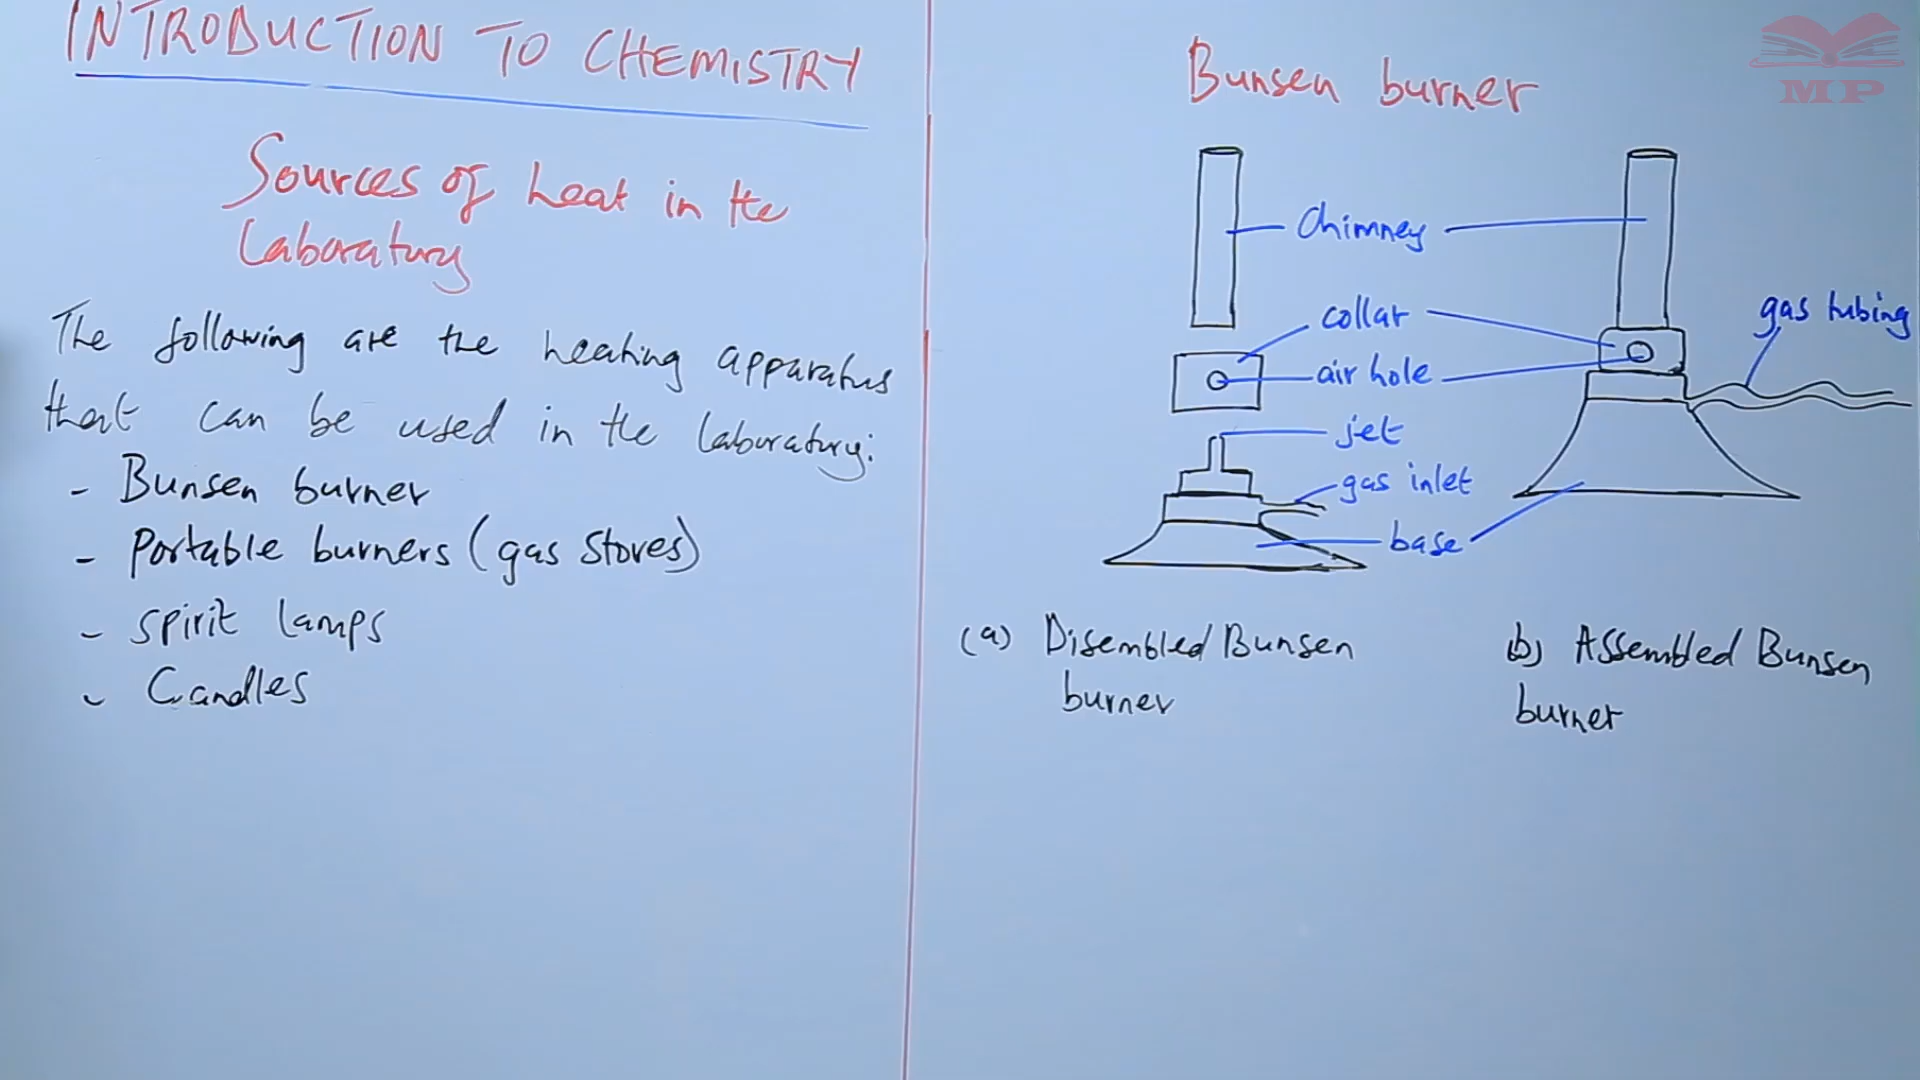 INTRODUCTION TO CHEMISTRY
Sources of heat in the
Laboratory
The following are the heating apparatus
that can be used in the laboratory:
- Bunsen burner
- Portable burners (gas stoves)
- spirit lamps
- Candles
Bunsen burner
chimney
collar
air hole
jet
gas inlet
base
gas tubing
(a) Disembled Bunsen
burner
b) Assembled Bunsen
burner
MP